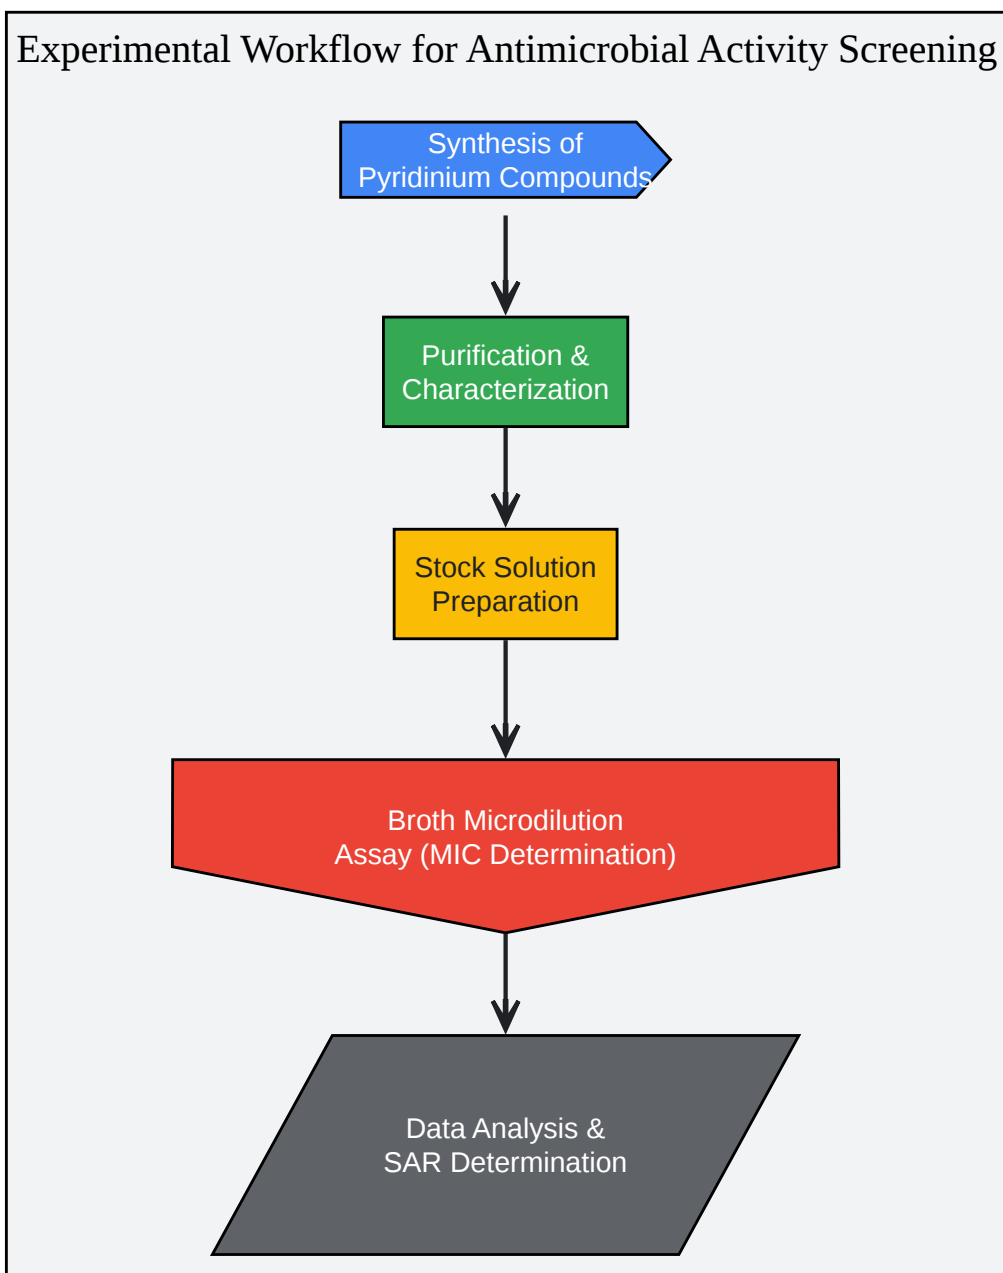 Experimental Workflow for Antimicrobial Activity Screening
Synthesis of
Pyridinium Compounds
Purification &
Characterization
Stock Solution
Preparation
Broth Microdilution
Assay (MIC Determination)
Data Analysis &
SAR Determination